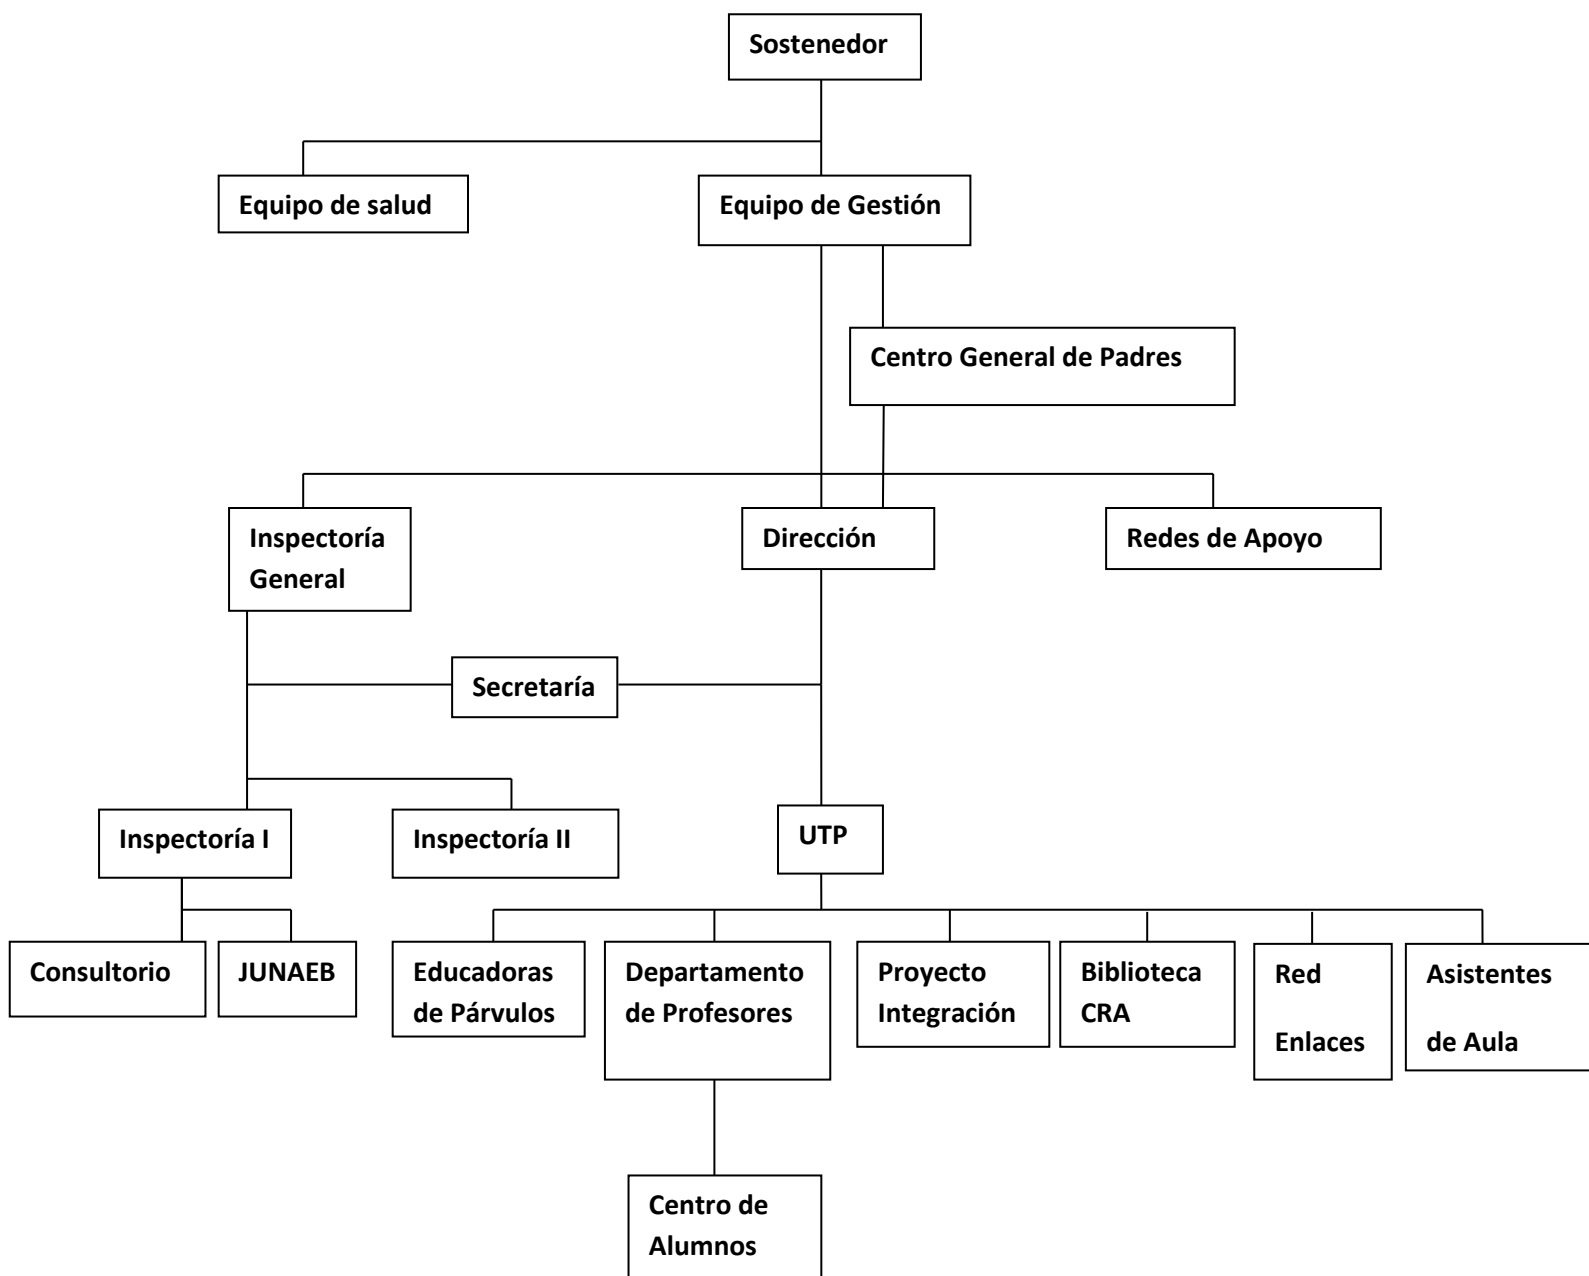 Sostenedor
Equipo de salud
Equipo de Gestión
Centro General de Padres
Inspectoría
General
Dirección
Redes de Apoyo
Secretaría
Inspectoría I
Inspectoría II
UTP
Consultorio
JUNAEB
Educadoras
de Párvulos
Departamento
de Profesores
Proyecto
Integración
Biblioteca
CRA
Red
Enlaces
Asistentes
de Aula
Centro de
Alumnos